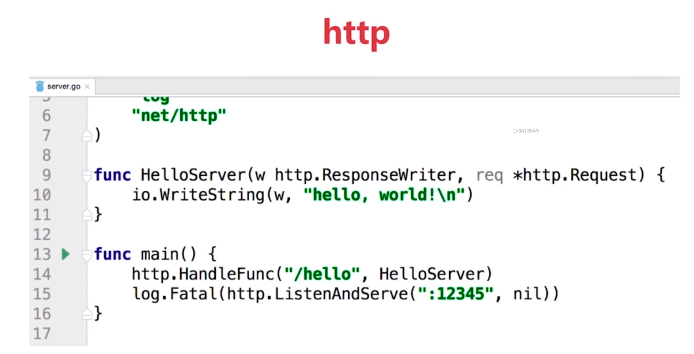 http
server.go
6 "net/http"
7 )
8
9 func HelloServer(w http.ResponseWriter, req *http.Request) {
10 io.WriteString(w, "hello, world!\n")
11 }
12
13 func main() {
14 http.HandleFunc("/hello", HelloServer)
15 log.Fatal(http.ListenAndServe(":12345", nil))
16 }
17